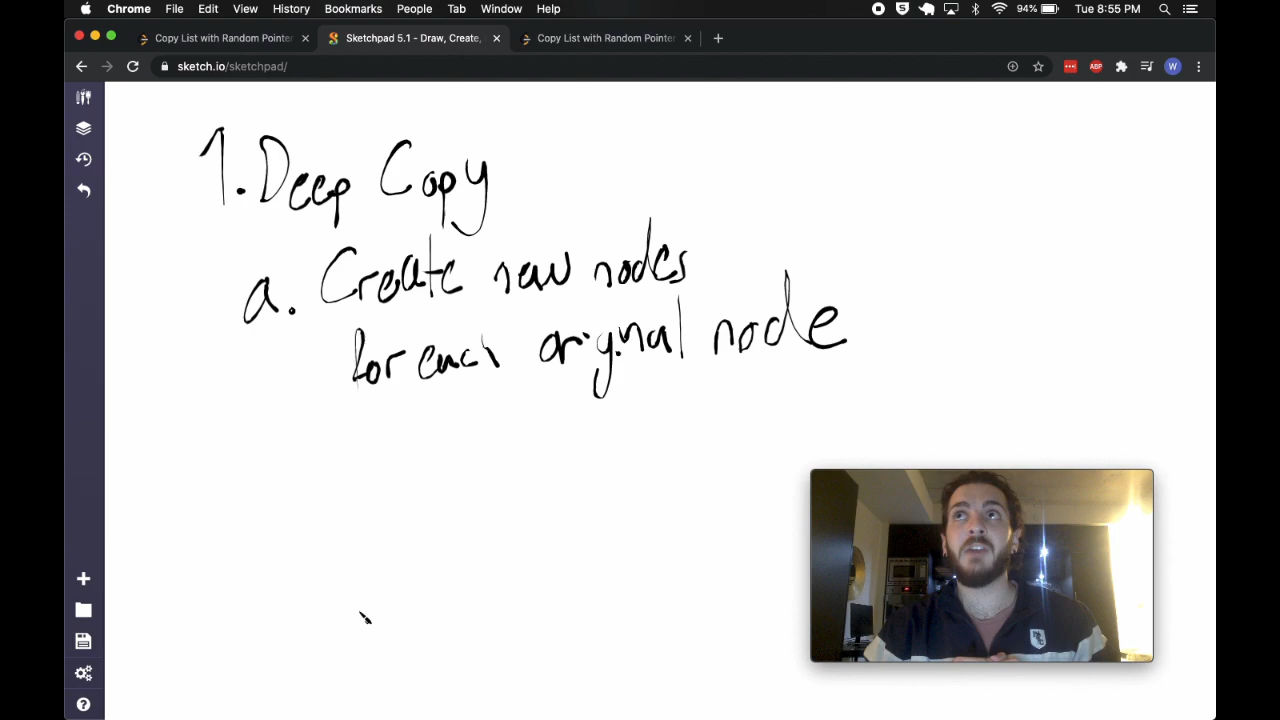 Chrome File Edit View History Bookmarks People Tab Window Help 94% Tue 8:55 PM
Copy List with Random Pointer Sketchpad 5.1 - Draw, Create, Copy List with Random Pointer
sketch.io/sketchpad/ ABP W
1. Deep Copy
a. Create new nodes
for each original node